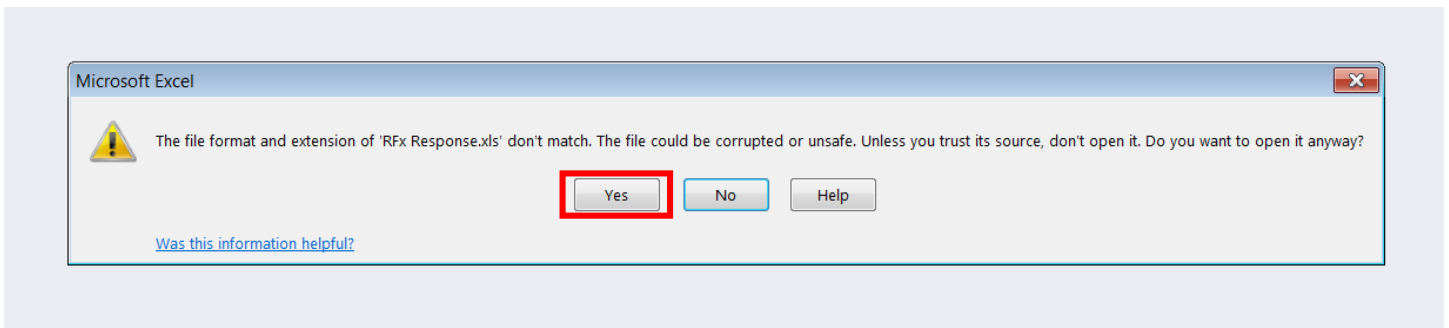 Microsoft Excel
The file format and extension of 'RFx Response.xls' don't match. The file could be corrupted or unsafe. Unless you trust its source, don't open it. Do you want to open it anyway?
Yes No Help
Was this information helpful?